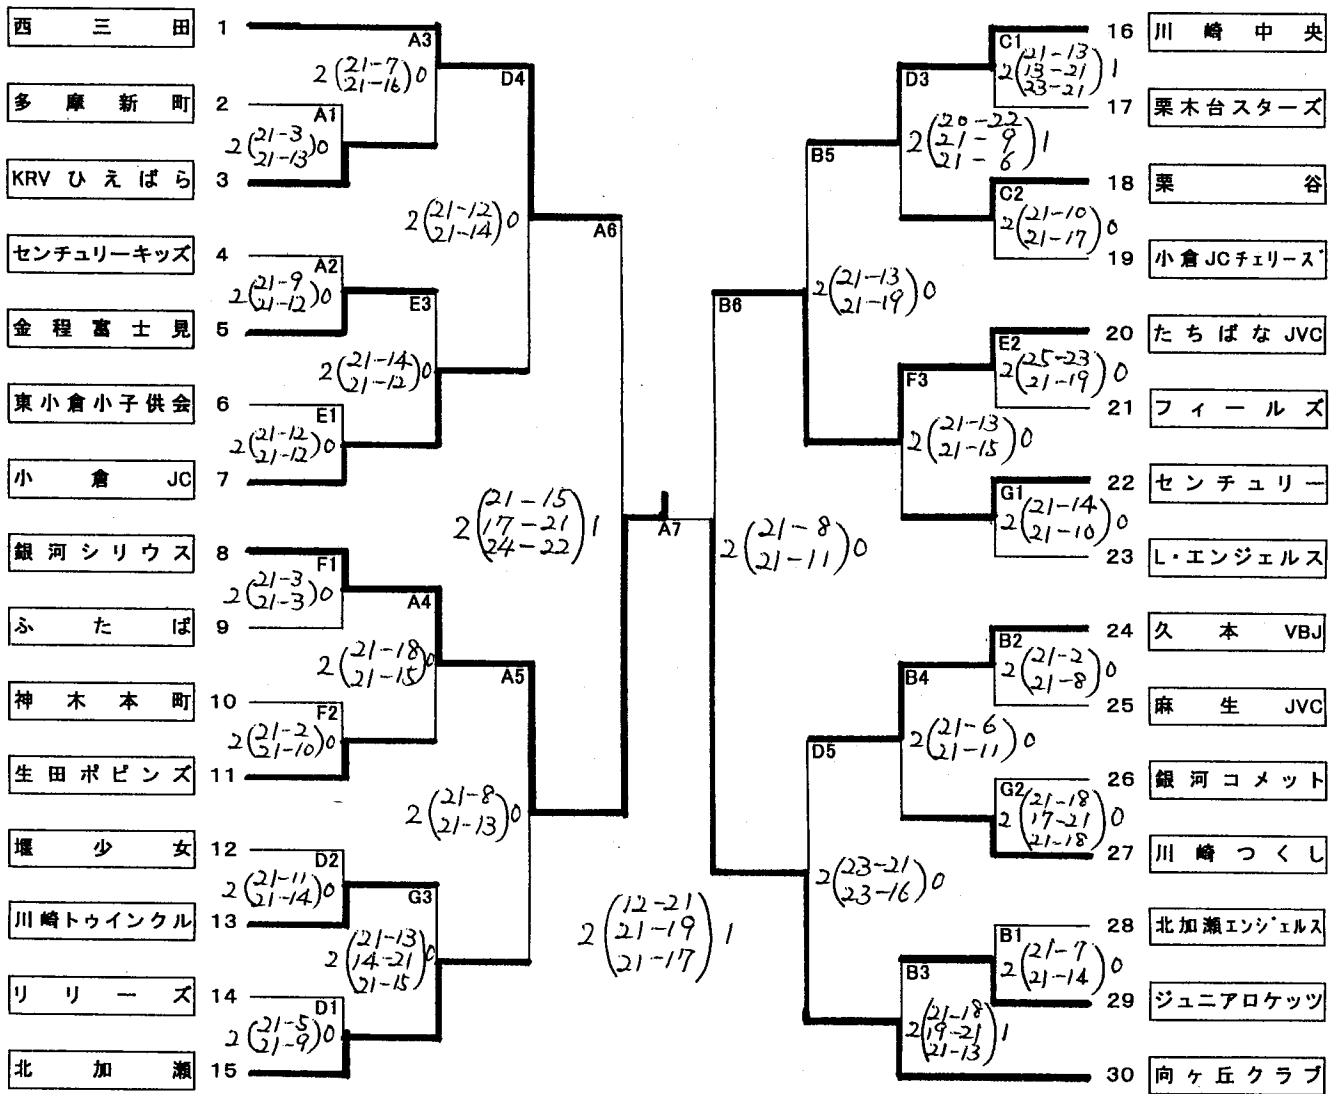 西三田 1
A3
2(21-7 21-16)0
D4
多摩新町 2
A1
2(21-3 21-13)0
KRVひえばら 3
2(21-12 21-14)0
A6
センチュリーキッズ 4
A2
2(21-9 21-12)0
E3
金程富士見 5
2(21-14 21-12)0
東小倉小子供会 6
E1
2(21-12 21-12)0
小倉JC 7
2(21-15 17-21 24-22)1
A7
銀河シリウス 8
F1
2(21-3 21-3)0
A4
ふたば 9
2(21-18 21-15)0
A5
神木本町 10
F2
2(21-2 21-10)0
生田ポピンズ 11
2(21-8 21-13)0
堰少女 12
D2
2(21-11 21-14)0
G3
川崎トゥインクル 13
2(21-13 14-21 21-15)0
リリーズ 14
D1
2(21-5 21-9)0
北加瀬 15
2(12-21 21-19 21-17)1
16 川崎中央
C1
2(21-13 13-21 23-21)1
D3
17 栗木台スターズ
2(20-22 21-9 21-6)1
B5
18 栗谷
C2
2(21-10 21-17)0
19 小倉JCチェリーズ
2(21-13 21-19)0
B6
20 たちばなJVC
E2
2(25-23 21-19)0
F3
21 フィールズ
2(21-13 21-15)0
22 センチュリー
G1
2(21-14 21-10)0
23 L・エンジェルス
2(21-8 21-11)0
24 久本VBJ
B2
2(21-2 21-8)0
B4
25 麻生JVC
2(21-6 21-11)0
D5
26 銀河コメット
G2
2(21-18 17-21 21-18)0
27 川崎つくし
2(23-21 23-16)0
28 北加瀬エンジェルス
B1
2(21-7 21-14)0
B3
29 ジュニアロケッツ
2(21-18 19-21 21-13)1
30 向ヶ丘クラブ